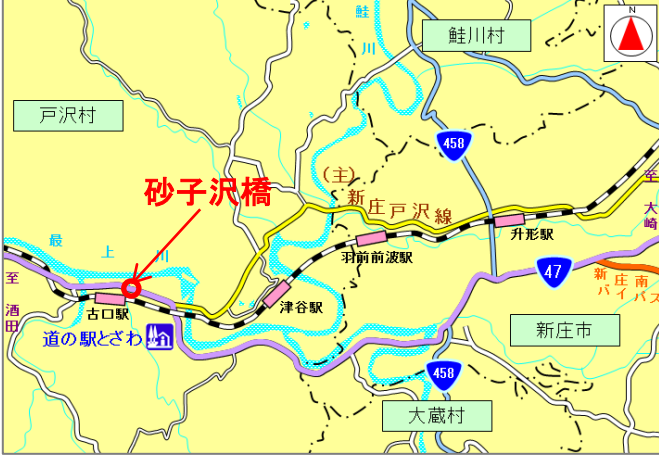 N
鮭川
鮭川村
戸沢村
458
至大崎
砂子沢橋
(主)新庄戸沢線
升形駅
羽前前波駅
最上川
至酒田
47
新庄南バイパス
津谷駅
古口駅
道の駅とざわ
新庄市
458
大蔵村